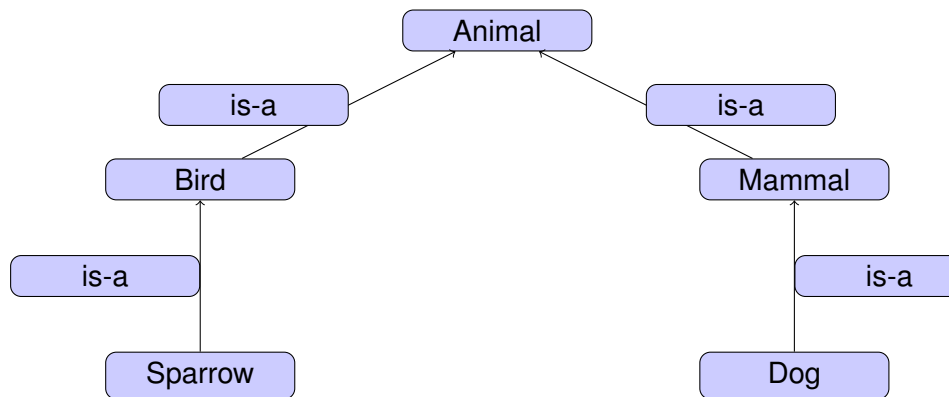 Animal
is-a
is-a
Bird
Mammal
is-a
is-a
Sparrow
Dog